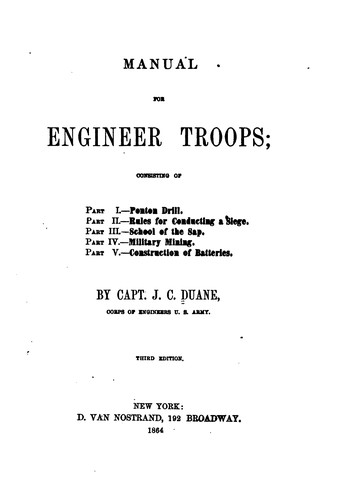 MANUAL
FOR
ENGINEER TROOPS;
CONSISTING OF
PART I.—Ponton Drill.
PART II.—Rules for Conducting a Siege.
PART III.—School of the Sap.
PART IV.—Military Mining.
PART V.—Construction of Batteries.
BY CAPT. J. C. DUANE,
CORPS OF ENGINEERS U. S. ARMY.
THIRD EDITION.
NEW YORK:
D. VAN NOSTRAND, 192 BROADWAY.
1864